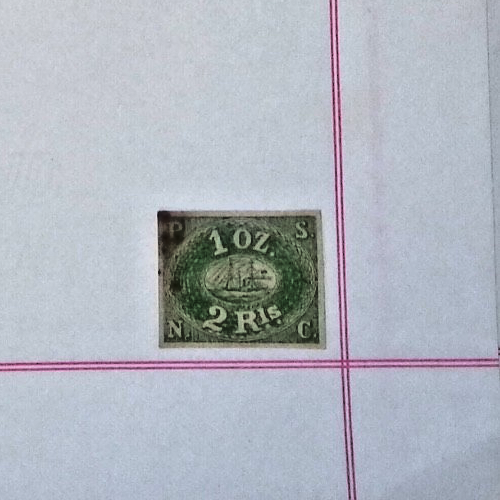 P. S.
1 OZ.
2 Rls.
N. C